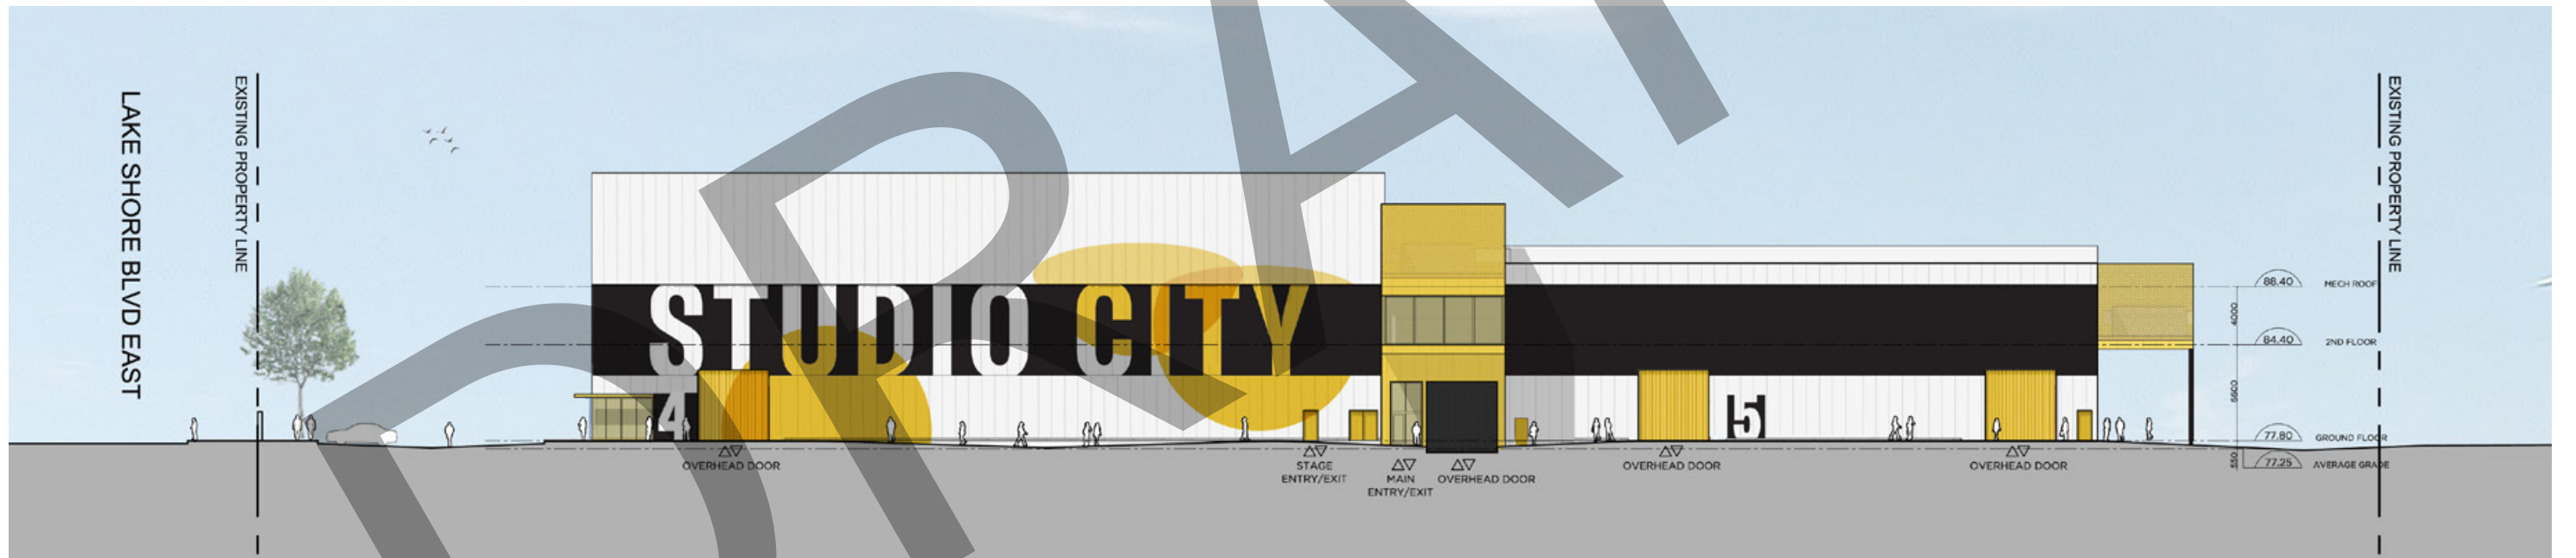 LAKE SHORE BLVD EAST
EXISTING PROPERTY LINE
DRAFT
STUDIO CITY
4
5
88.40 MECH ROOF
4000
84.40 2ND FLOOR
6600
77.80 GROUND FLOOR
550
77.25 AVERAGE GRADE
EXISTING PROPERTY LINE
OVERHEAD DOOR
STAGE
ENTRY/EXIT
MAIN
ENTRY/EXIT
OVERHEAD DOOR
OVERHEAD DOOR
OVERHEAD DOOR